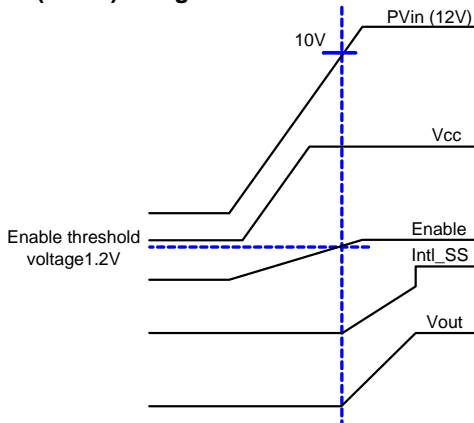 PVin (12V)
10V
Vcc
Enable threshold
voltage1.2V
Enable
Intl_SS
Vout